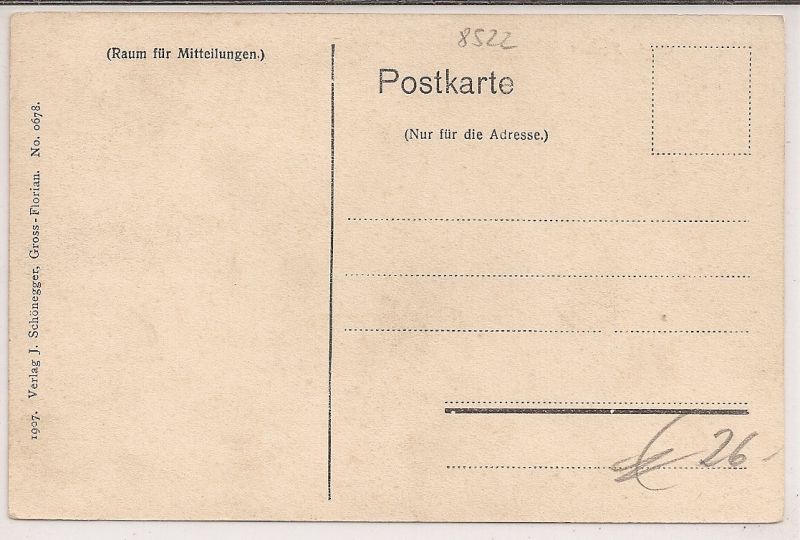 8522
(Raum für Mitteilungen.)
Postkarte
(Nur für die Adresse.)
1907. Verlag J. Schönegger, Gross-Florian. No. 0678.
€ 26.-